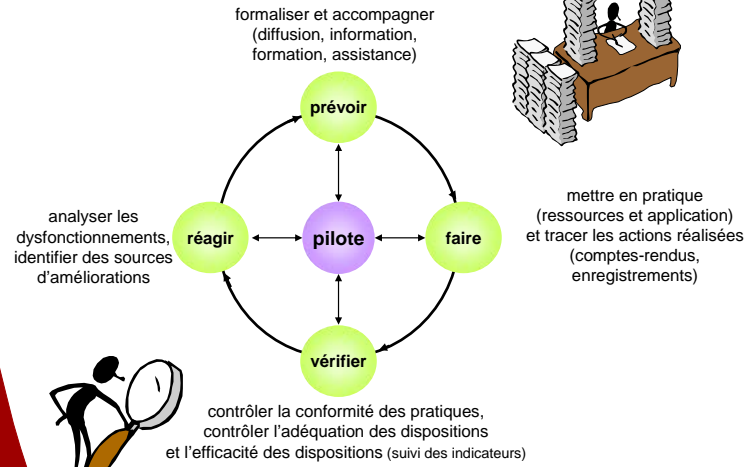 formaliser et accompagner
(diffusion, information,
formation, assistance)
prévoir
analyser les
dysfonctionnements,
identifier des sources
d'améliorations
réagir
pilote
faire
mettre en pratique
(ressources et application)
et tracer les actions réalisées
(comptes-rendus,
enregistrements)
vérifier
contrôler la conformité des pratiques,
contrôler l'adéquation des dispositions
et l'efficacité des dispositions (suivi des indicateurs)